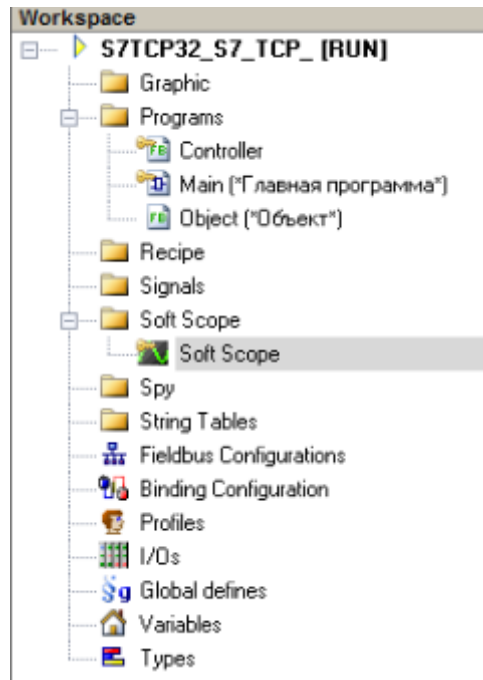 Workspace
S7TCP32_S7_TCP_ [RUN]
Graphic
Programs
Controller
Main (*Главная программа*)
Object (*Объект*)
Recipe
Signals
Soft Scope
Soft Scope
Spy
String Tables
Fieldbus Configurations
Binding Configuration
Profiles
I/Os
Global defines
Variables
Types